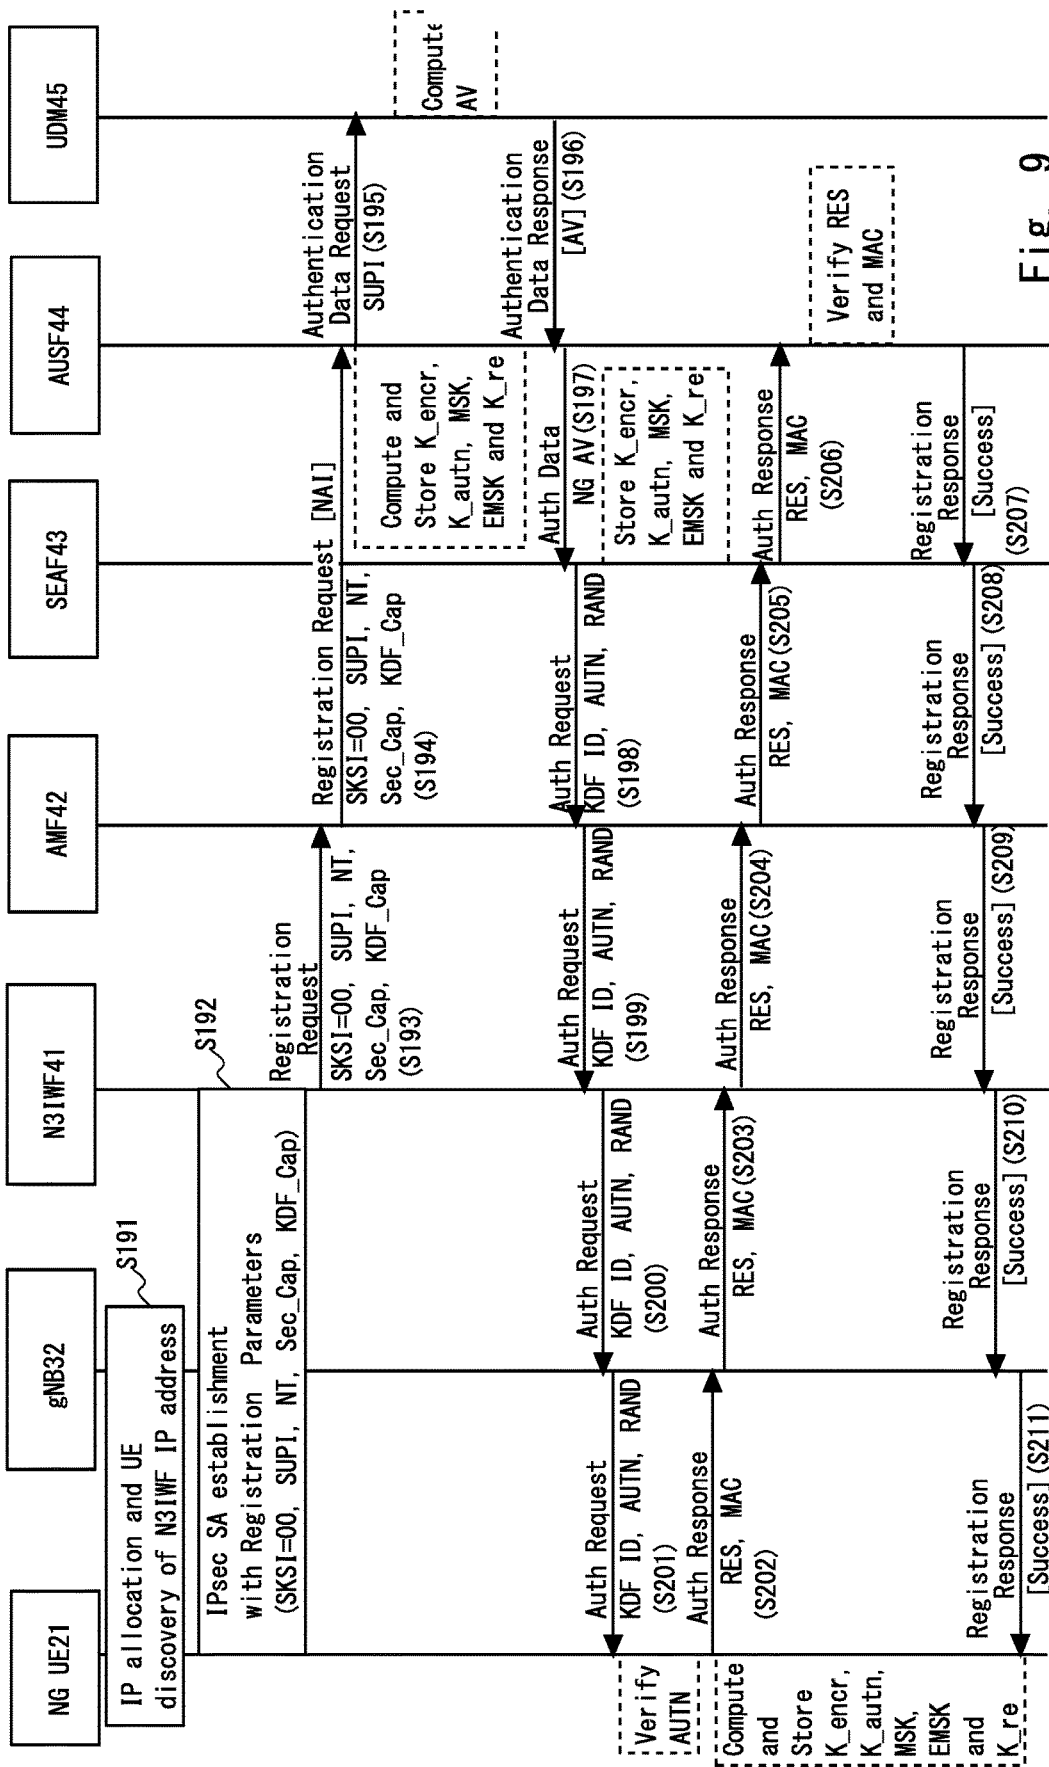 NG UE21
gNB32
N3IWF41
AMF42
SEAF43
AUSF44
UDM45
IP allocation and UE
discovery of N3IWF IP address
S191
IPsec SA establishment
with Registration Parameters
(SKSI=00, SUPI, NT, Sec_Cap, KDF_Cap)
S192
Registration
Request
SKSI=00, SUPI, NT,
Sec_Cap, KDF_Cap
(S193)
Registration Request [NAI]
SKSI=00, SUPI, NT,
Sec_Cap, KDF_Cap
(S194)
Authentication
Data Request
SUPI(S195)
Compute
AV
Compute and
Store K_encr,
K_autn, MSK,
EMSK and K_re
Authentication
Data Response
[AV](S196)
Auth Data
NG AV(S197)
Store K_encr,
K_autn, MSK,
EMSK and K_re
Auth Request
KDF ID, AUTN, RAND
(S198)
Auth Request
KDF ID, AUTN, RAND
(S199)
Auth Request
KDF ID, AUTN, RAND
(S200)
Auth Request
KDF ID, AUTN, RAND
(S201)
Verify
AUTN
Auth Response
RES, MAC
(S202)
Compute
and
Store
K_encr,
K_autn,
MSK,
EMSK
and
K_re
Auth Response
RES, MAC(S203)
Auth Response
RES, MAC(S204)
Auth Response
RES, MAC(S205)
Auth Response
RES, MAC
(S206)
Verify RES
and MAC
Registration
Response
[Success]
(S207)
Registration
Response
[Success](S208)
Registration
Response
[Success](S209)
Registration
Response
[Success](S210)
Registration
Response
[Success](S211)
Fig. 9